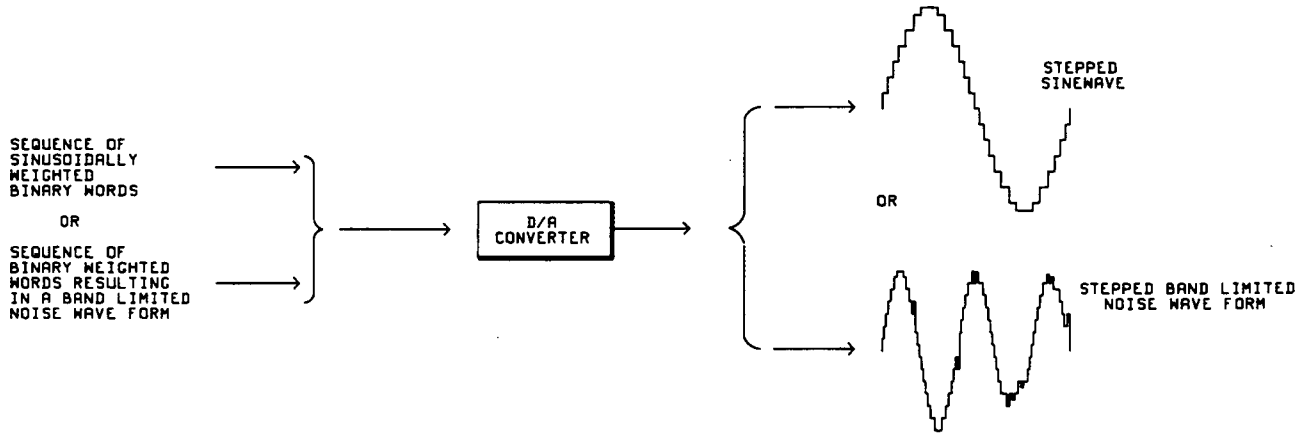 SEQUENCE OF
SINUSOIDALLY
WEIGHTED
BINARY WORDS
OR
SEQUENCE OF
BINARY WEIGHTED
WORDS RESULTING
IN A BAND LIMITED
NOISE WAVE FORM
D/A
CONVERTER
STEPPED
SINEWAVE
OR
STEPPED BAND LIMITED
NOISE WAVE FORM